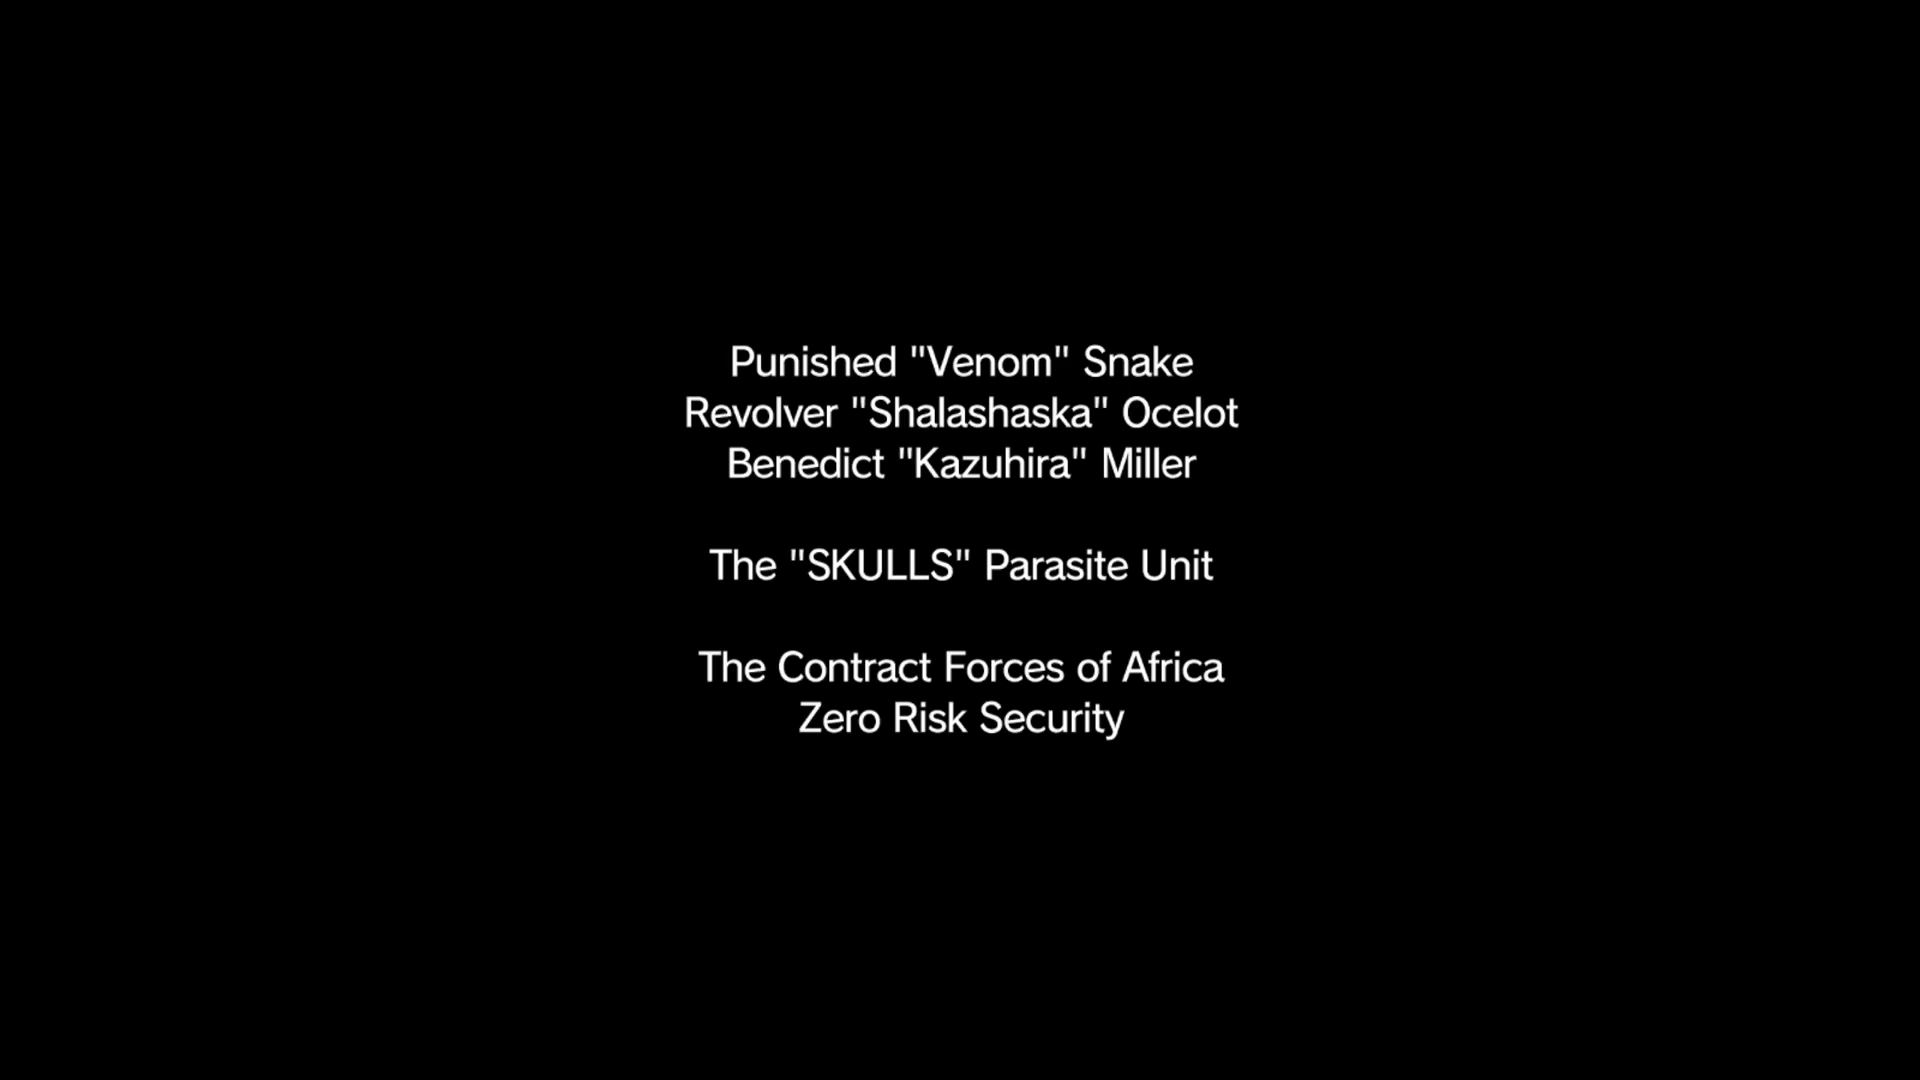 Punished "Venom" Snake
Revolver "Shalashaska" Ocelot
Benedict "Kazuhira" Miller
The "SKULLS" Parasite Unit
The Contract Forces of Africa
Zero Risk Security